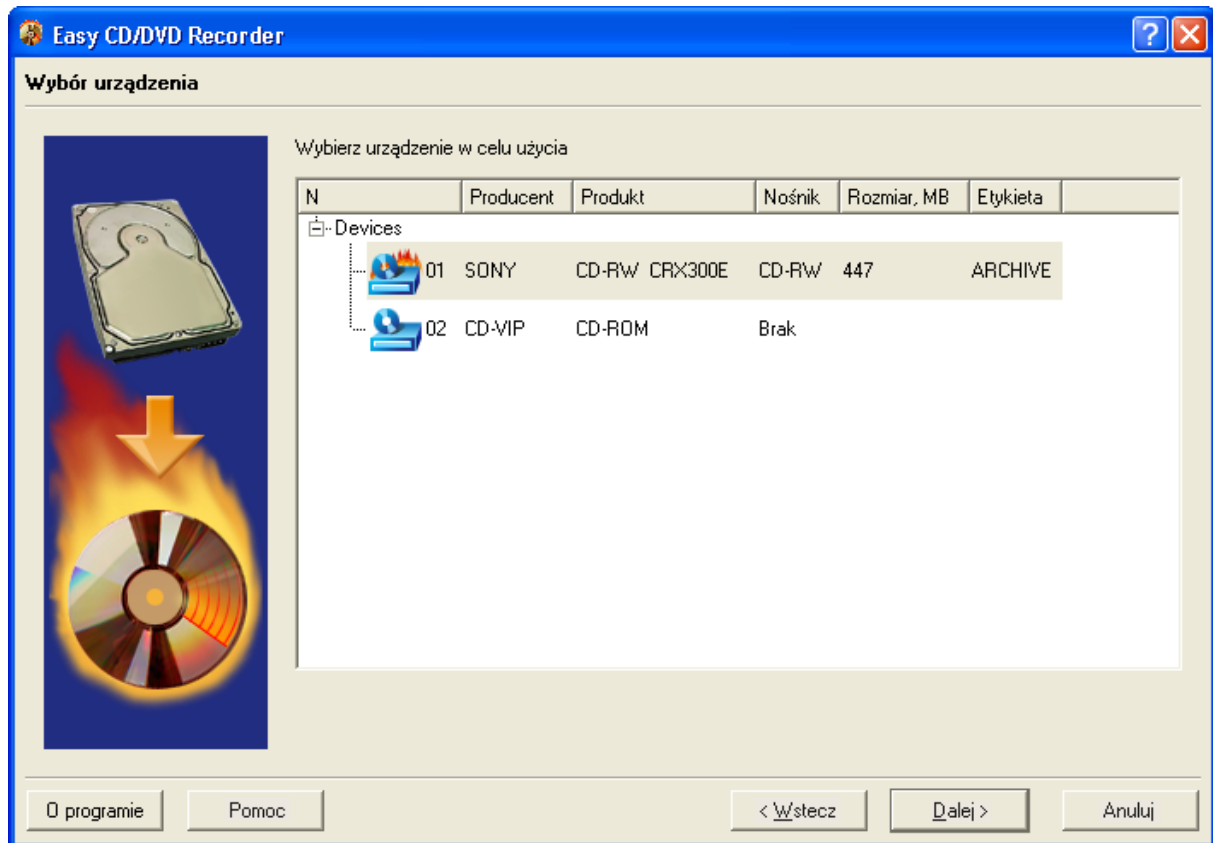 Easy CD/DVD Recorder
Wybór urządzenia
Wybierz urządzenie w celu użycia
N Producent Produkt Nośnik Rozmiar, MB Etykieta
Devices
01 SONY CD-RW CRX300E CD-RW 447 ARCHIVE
02 CD-VIP CD-ROM Brak
O programie Pomoc < Wstecz Dalej > Anuluj